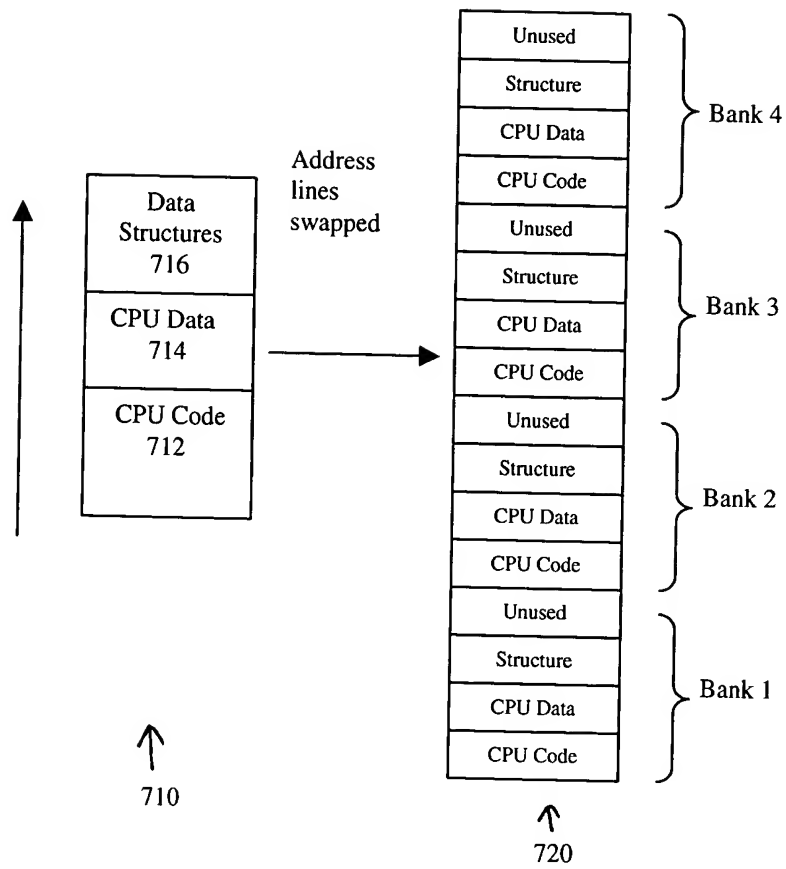 Data
Structures
716
CPU Data
714
CPU Code
712
710
Address
lines
swapped
Unused
Structure
CPU Data
CPU Code
Bank 4
Unused
Structure
CPU Data
CPU Code
Bank 3
Unused
Structure
CPU Data
CPU Code
Bank 2
Unused
Structure
CPU Data
CPU Code
Bank 1
720